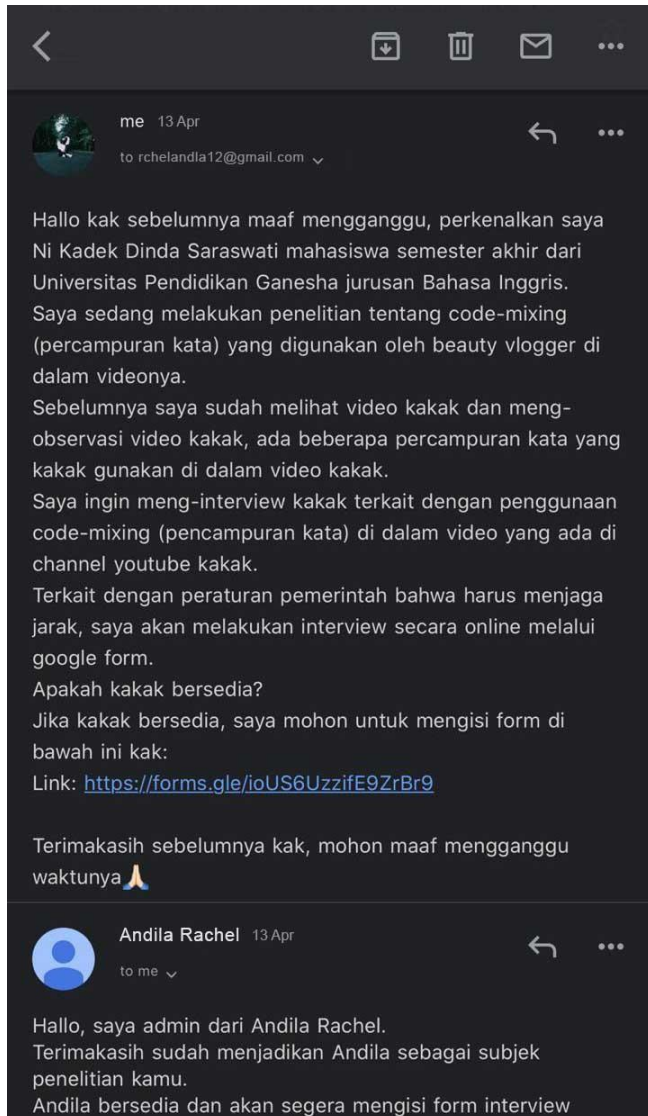 me 13 Apr
to rchelandla12@gmail.com
Hallo kak sebelumnya maaf mengganggu, perkenalkan saya
Ni Kadek Dinda Saraswati mahasiswa semester akhir dari
Universitas Pendidikan Ganesha jurusan Bahasa Inggris.
Saya sedang melakukan penelitian tentang code-mixing
(percampuran kata) yang digunakan oleh beauty vlogger di
dalam videonya.
Sebelumnya saya sudah melihat video kakak dan meng-
observasi video kakak, ada beberapa percampuran kata yang
kakak gunakan di dalam video kakak.
Saya ingin meng-interview kakak terkait dengan penggunaan
code-mixing (pencampuran kata) di dalam video yang ada di
channel youtube kakak.
Terkait dengan peraturan pemerintah bahwa harus menjaga
jarak, saya akan melakukan interview secara online melalui
google form.
Apakah kakak bersedia?
Jika kakak bersedia, saya mohon untuk mengisi form di
bawah ini kak:
Link: https://forms.gle/ioUS6UzzifE9ZrBr9
Terimakasih sebelumnya kak, mohon maaf mengganggu
waktunya🙏🏻
Andila Rachel 13 Apr
to me
Hallo, saya admin dari Andila Rachel.
Terimakasih sudah menjadikan Andila sebagai subjek
penelitian kamu.
Andila bersedia dan akan segera mengisi form interview